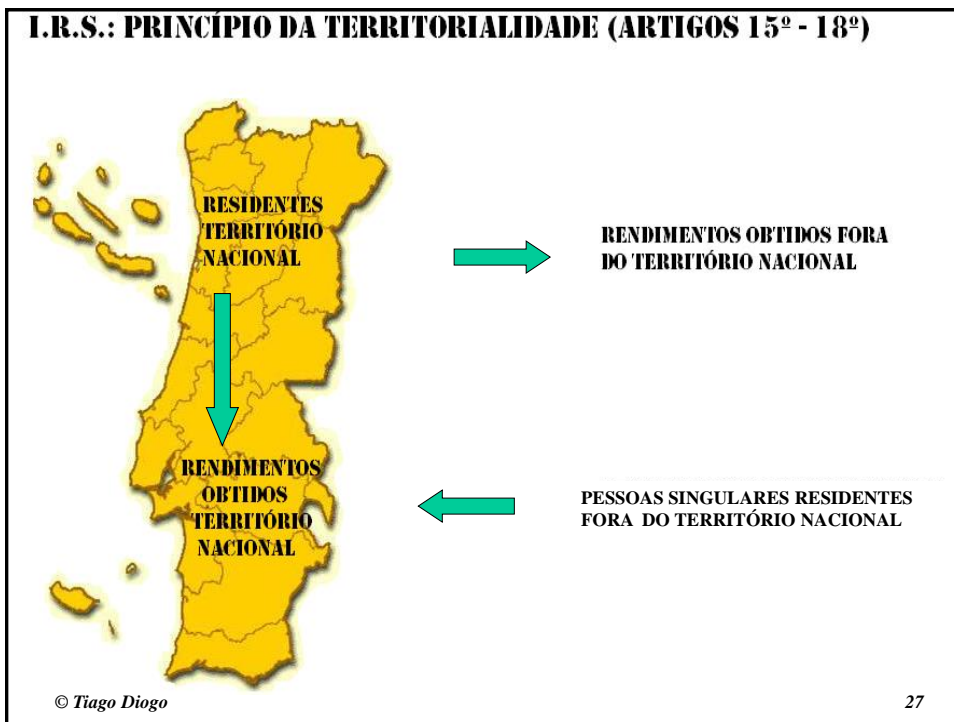 I.R.S.: PRINCÍPIO DA TERRITORIALIDADE (ARTIGOS 15º - 18º)
RESIDENTES
TERRITÓRIO
NACIONAL
RENDIMENTOS OBTIDOS FORA
DO TERRITÓRIO NACIONAL
RENDIMENTOS
OBTIDOS
TERRITÓRIO
NACIONAL
PESSOAS SINGULARES RESIDENTES
FORA DO TERRITÓRIO NACIONAL
© Tiago Diogo
27